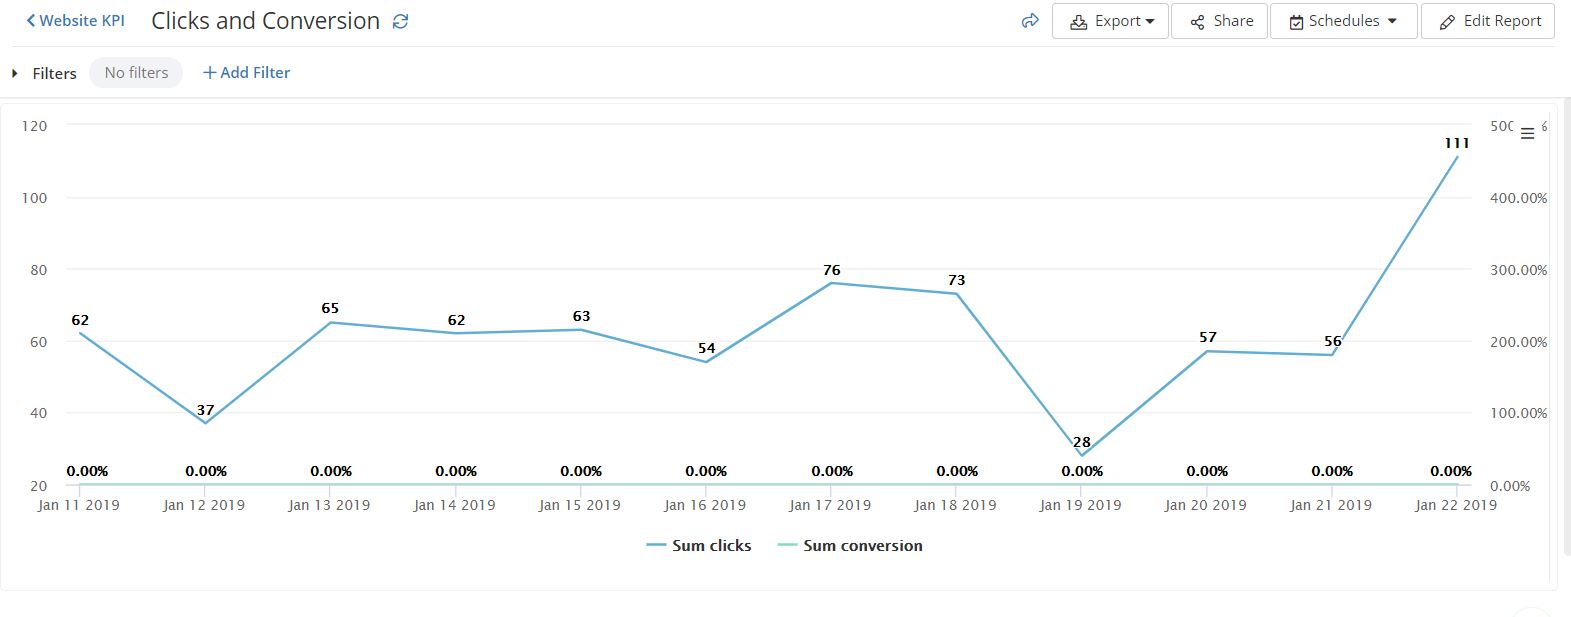 Website KPI Clicks and Conversion Export Share Schedules Edit Report
Filters No filters + Add Filter
120
100
80
60
40
20
400.00%
300.00%
200.00%
100.00%
0.00%
62 37 65 62 63 54 76 73 28 57 56 111
0.00% 0.00% 0.00% 0.00% 0.00% 0.00% 0.00% 0.00% 0.00% 0.00% 0.00% 0.00%
Jan 11 2019 Jan 12 2019 Jan 13 2019 Jan 14 2019 Jan 15 2019 Jan 16 2019 Jan 17 2019 Jan 18 2019 Jan 19 2019 Jan 20 2019 Jan 21 2019 Jan 22 2019
Sum clicks Sum conversion